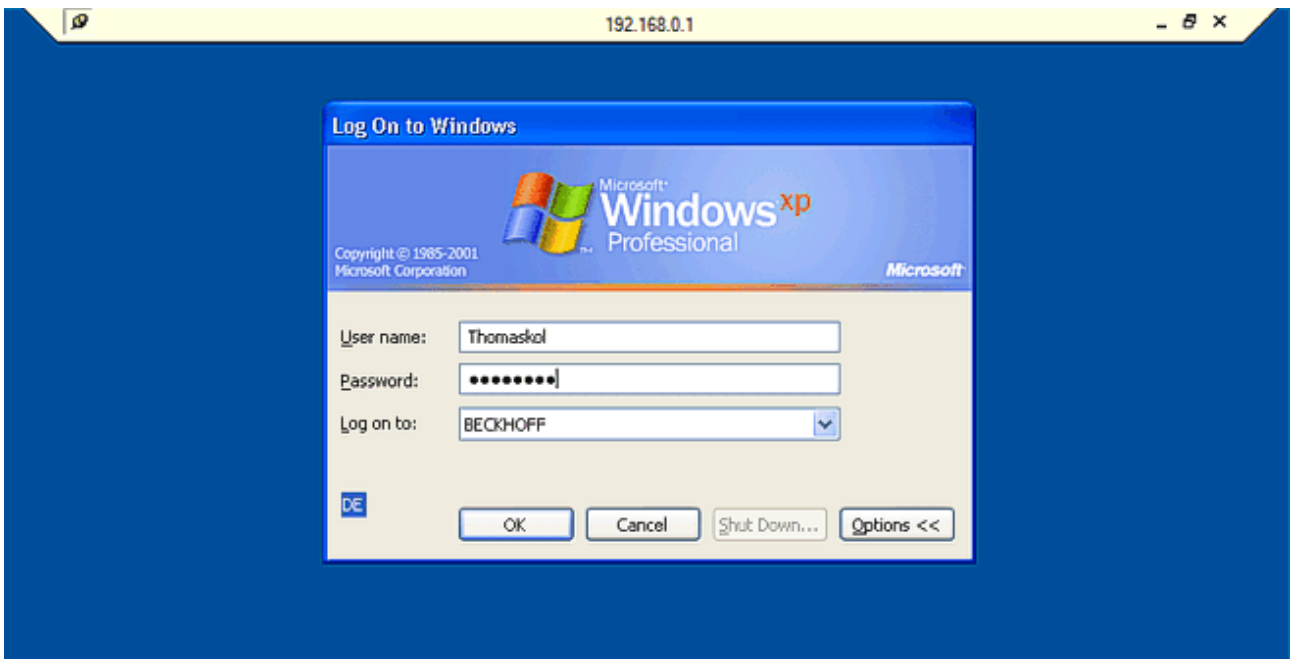 192.168.0.1
Log On to Windows
Microsoft
Windows xp
Professional
Copyright © 1985-2001
Microsoft Corporation
Microsoft
User name: Thomaskol
Password: ••••••••
Log on to: BECKHOFF
DE
OK Cancel Shut Down... Options <<